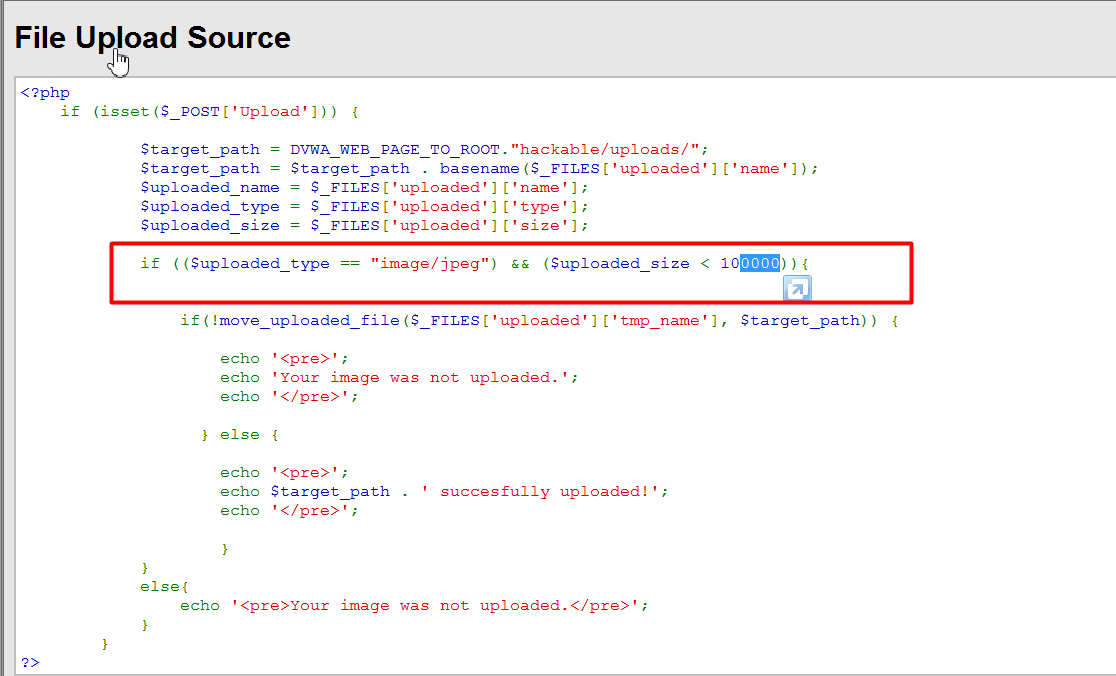 File Upload Source
<?php
if (isset($_POST['Upload'])) {
$target_path = DVWA_WEB_PAGE_TO_ROOT."hackable/uploads/";
$target_path = $target_path . basename($_FILES['uploaded']['name']);
$uploaded_name = $_FILES['uploaded']['name'];
$uploaded_type = $_FILES['uploaded']['type'];
$uploaded_size = $_FILES['uploaded']['size'];
if (($uploaded_type == "image/jpeg") && ($uploaded_size < 100000)){
if(!move_uploaded_file($_FILES['uploaded']['tmp_name'], $target_path)) {
echo '<pre>';
echo 'Your image was not uploaded.';
echo '</pre>';
} else {
echo '<pre>';
echo $target_path . ' succesfully uploaded!';
echo '</pre>';
}
}
else{
echo '<pre>Your image was not uploaded.</pre>';
}
}
?>